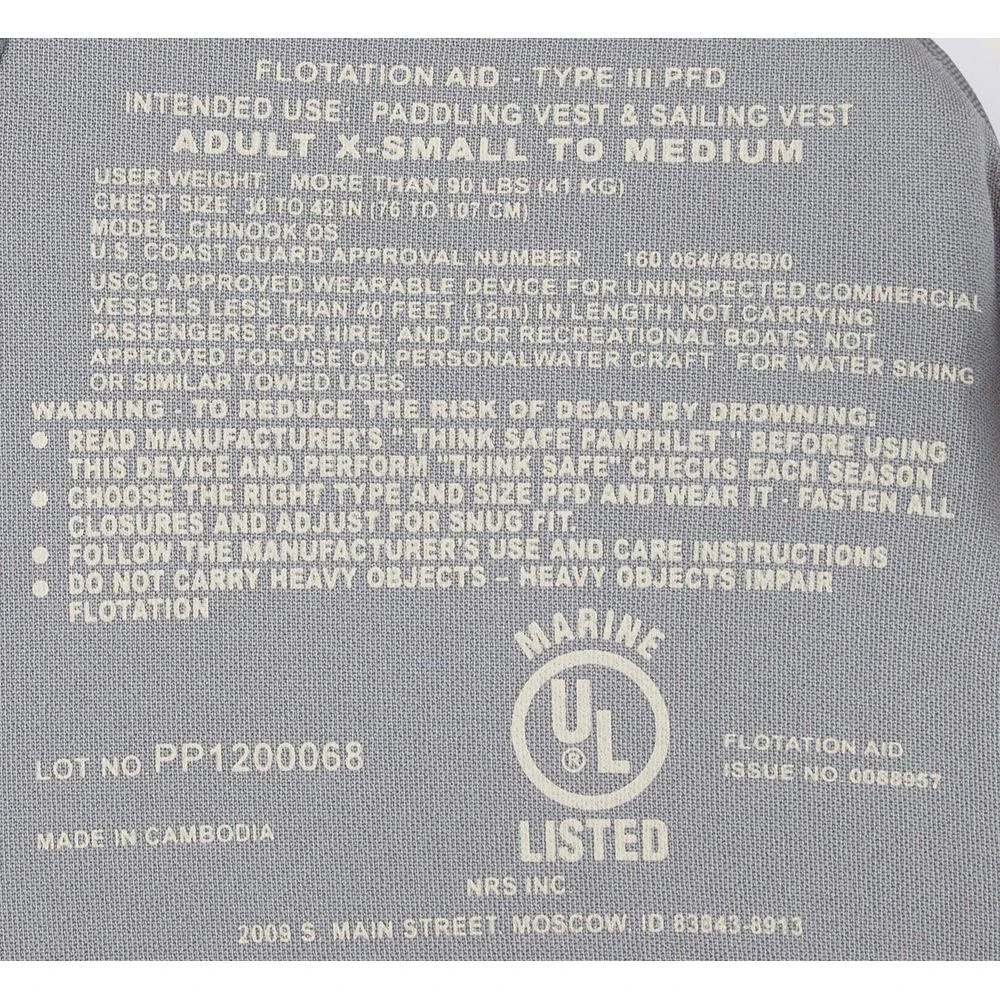 FLOTATION AID - TYPE III PFD
INTENDED USE: PADDLING VEST & SAILING VEST
ADULT X-SMALL TO MEDIUM
USER WEIGHT: MORE THAN 90 LBS (41 KG)
CHEST SIZE 30 TO 42 IN (76 TO 107 CM)
MODEL: CHINOOK OS
U.S. COAST GUARD APPROVAL NUMBER 160.064/4869/0
USCG APPROVED WEARABLE DEVICE FOR UNINSPECTED COMMERCIAL
VESSELS LESS THAN 40 FEET (12m) IN LENGTH NOT CARRYING
PASSENGERS FOR HIRE, AND FOR RECREATIONAL BOATS, NOT
APPROVED FOR USE ON PERSONALWATER CRAFT, FOR WATER SKIING
OR SIMILAR TOWED USES.
WARNING - TO REDUCE THE RISK OF DEATH BY DROWNING:
● READ MANUFACTURER'S " THINK SAFE PAMPHLET " BEFORE USING
THIS DEVICE AND PERFORM "THINK SAFE" CHECKS EACH SEASON
● CHOOSE THE RIGHT TYPE AND SIZE PFD AND WEAR IT - FASTEN ALL
CLOSURES AND ADJUST FOR SNUG FIT.
● FOLLOW THE MANUFACTURER'S USE AND CARE INSTRUCTIONS
● DO NOT CARRY HEAVY OBJECTS – HEAVY OBJECTS IMPAIR
FLOTATION
MARINE
UL®
LISTED
LOT NO PP1200068
FLOTATION AID
ISSUE NO 0088957
MADE IN CAMBODIA
NRS INC
2009 S. MAIN STREET MOSCOW, ID 83843-8913